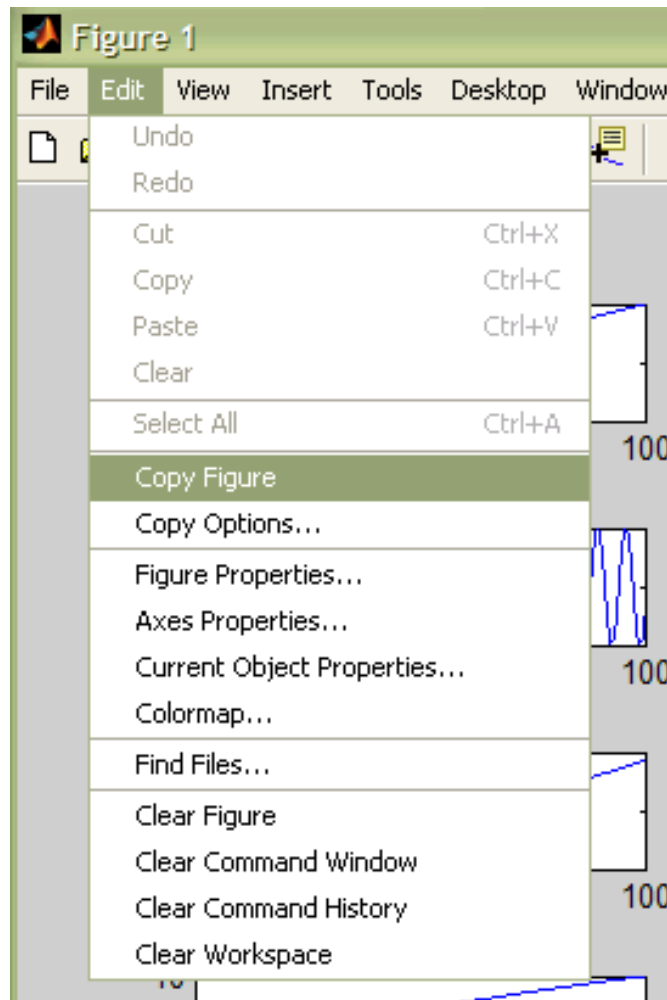 Figure 1
File Edit View Insert Tools Desktop Window
Undo
Redo
Cut Ctrl+X
Copy Ctrl+C
Paste Ctrl+V
Clear
Select All Ctrl+A
100
Copy Figure
Copy Options...
Figure Properties...
Axes Properties...
Current Object Properties...
100
Colormap...
Find Files...
Clear Figure
Clear Command Window
100
Clear Command History
Clear Workspace
10